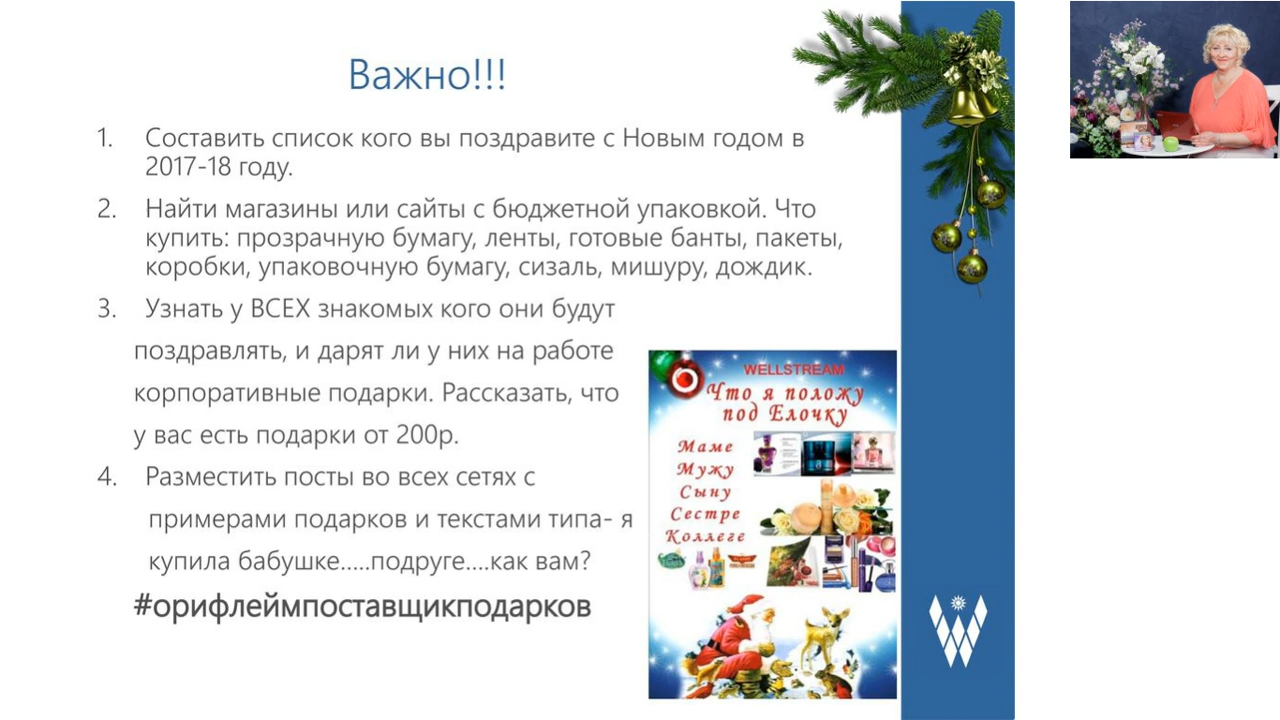 Важно!!!
1. Составить список кого вы поздравите с Новым годом в
2017-18 году.
2. Найти магазины или сайты с бюджетной упаковкой. Что
купить: прозрачную бумагу, ленты, готовые банты, пакеты,
коробки, упаковочную бумагу, сизаль, мишуру, дождик.
3. Узнать у ВСЕХ знакомых кого они будут
поздравлять, и дарят ли у них на работе
корпоративные подарки. Рассказать, что
у вас есть подарки от 200р.
4. Разместить посты во всех сетях с
примерами подарков и текстами типа- я
купила бабушке.....подруге....как вам?
#орифлеймпоставщикподарков
WELLSTREAM
Что я положу
под Елочку
Маме
Мужу
Сыну
Сестре
Коллеге